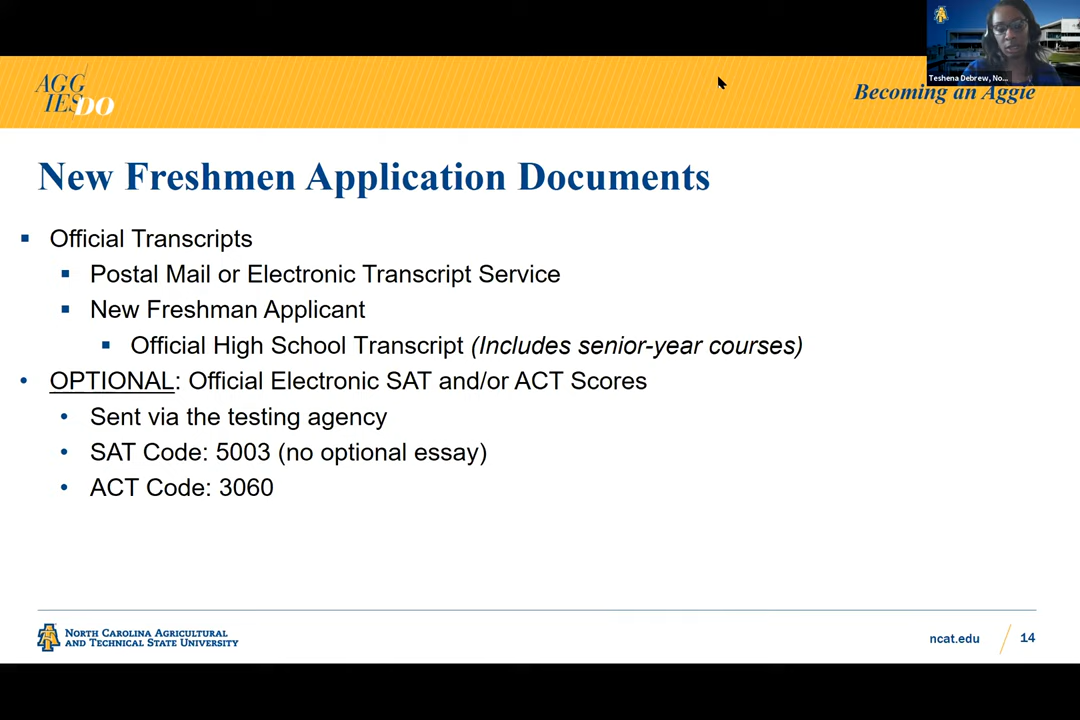 Teshena Debrew, No...
AGG
IES DO
Becoming an Aggie
New Freshmen Application Documents
▪ Official Transcripts
▪ Postal Mail or Electronic Transcript Service
▪ New Freshman Applicant
▪ Official High School Transcript (Includes senior-year courses)
• OPTIONAL: Official Electronic SAT and/or ACT Scores
• Sent via the testing agency
• SAT Code: 5003 (no optional essay)
• ACT Code: 3060
NORTH CAROLINA AGRICULTURAL
AND TECHNICAL STATE UNIVERSITY
ncat.edu
14